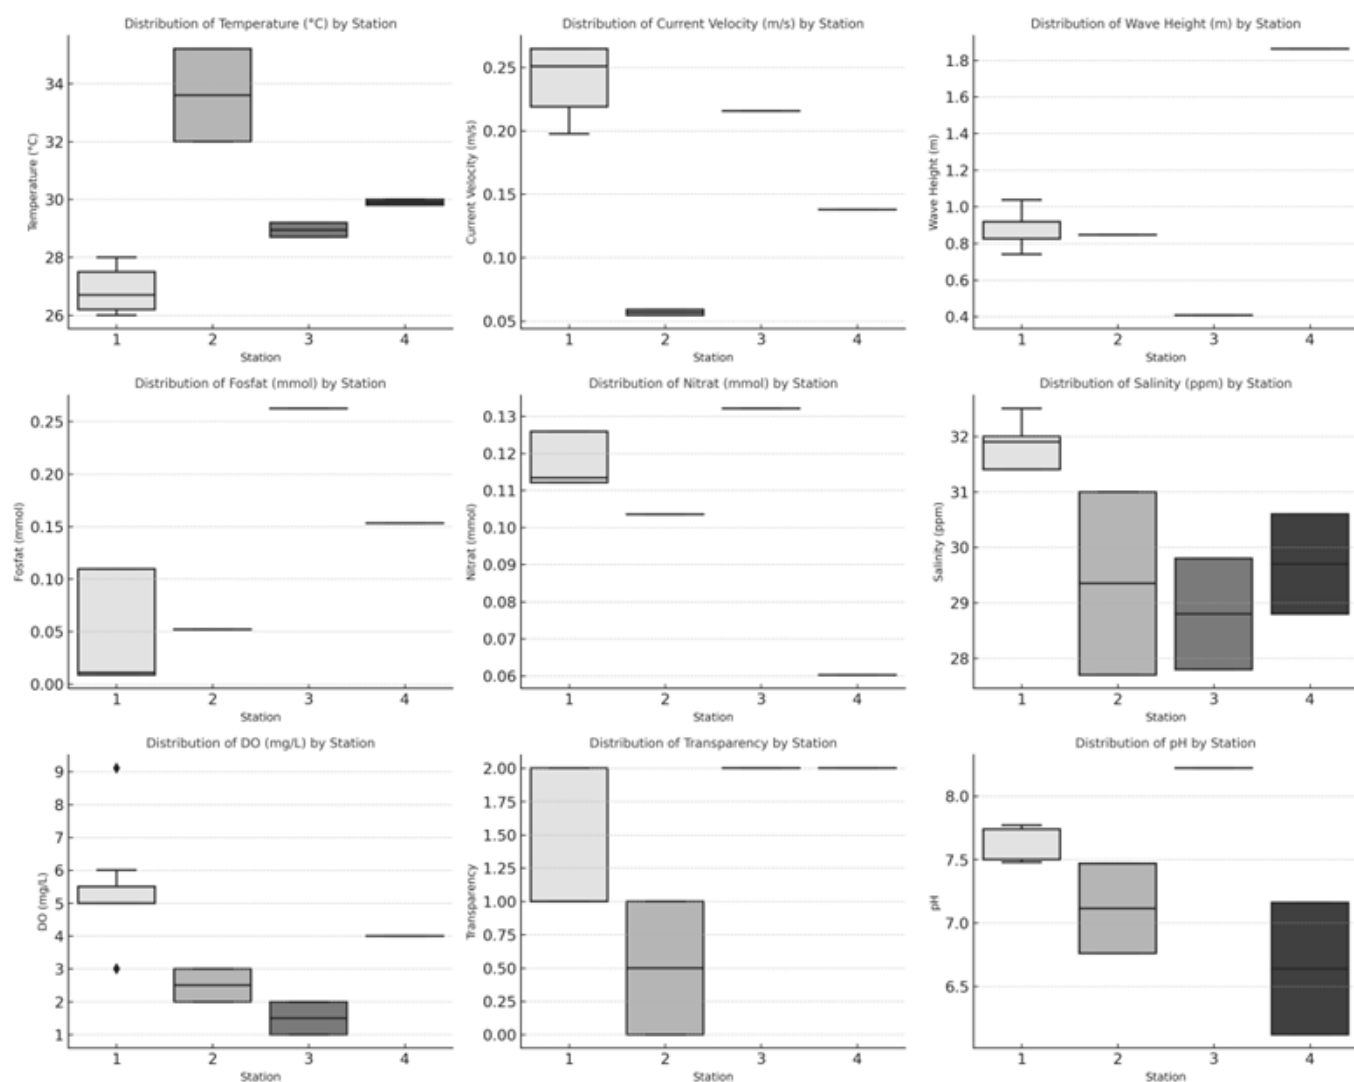 Distribution of Temperature (°C) by Station
Temperature (°C)
34
32
30
28
26
1 2 3 4
Station
Distribution of Current Velocity (m/s) by Station
Current Velocity (m/s)
0.25
0.20
0.15
0.10
0.05
1 2 3 4
Station
Distribution of Wave Height (m) by Station
Wave Height (m)
1.8
1.6
1.4
1.2
1.0
0.8
0.6
0.4
1 2 3 4
Station
Distribution of Fosfat (mmol) by Station
Fosfat (mmol)
0.25
0.20
0.15
0.10
0.05
0.00
1 2 3 4
Station
Distribution of Nitrat (mmol) by Station
Nitrat (mmol)
0.13
0.12
0.11
0.10
0.09
0.08
0.07
0.06
1 2 3 4
Station
Distribution of Salinity (ppm) by Station
Salinity (ppm)
32
31
30
29
28
1 2 3 4
Station
Distribution of DO (mg/L) by Station
DO (mg/L)
9
8
7
6
5
4
3
2
1
1 2 3 4
Station
Distribution of Transparency by Station
Transparency
2.00
1.75
1.50
1.25
1.00
0.75
0.50
0.25
0.00
1 2 3 4
Station
Distribution of pH by Station
pH
8.0
7.5
7.0
6.5
1 2 3 4
Station